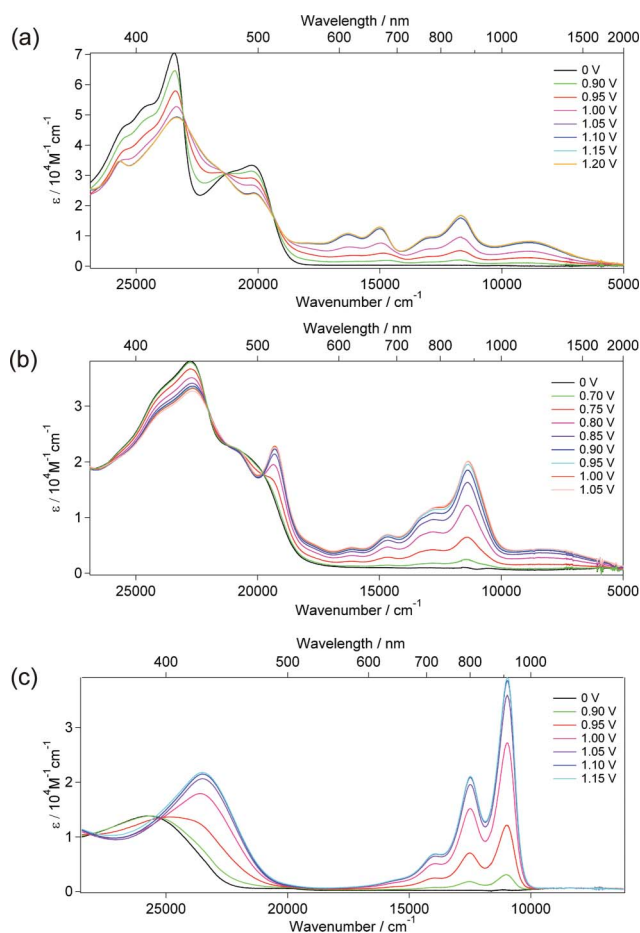 (a)
Wavelength / nm
400 500 600 700 800 1000 1500 2000
7
6
5
4
3
2
1
0
ε / 10⁴M⁻¹cm⁻¹
0 V
0.90 V
0.95 V
1.00 V
1.05 V
1.10 V
1.15 V
1.20 V
25000 20000 15000 10000 5000
Wavenumber / cm⁻¹
(b)
Wavelength / nm
400 500 600 700 800 1000 1500 2000
3
2
1
0
ε / 10⁴M⁻¹cm⁻¹
0 V
0.70 V
0.75 V
0.80 V
0.85 V
0.90 V
0.95 V
1.00 V
1.05 V
25000 20000 15000 10000 5000
Wavenumber / cm⁻¹
(c)
Wavelength / nm
400 500 600 700 800 1000
3
2
1
0
ε / 10⁴M⁻¹cm⁻¹
0 V
0.90 V
0.95 V
1.00 V
1.05 V
1.10 V
1.15 V
25000 20000 15000 10000
Wavenumber / cm⁻¹